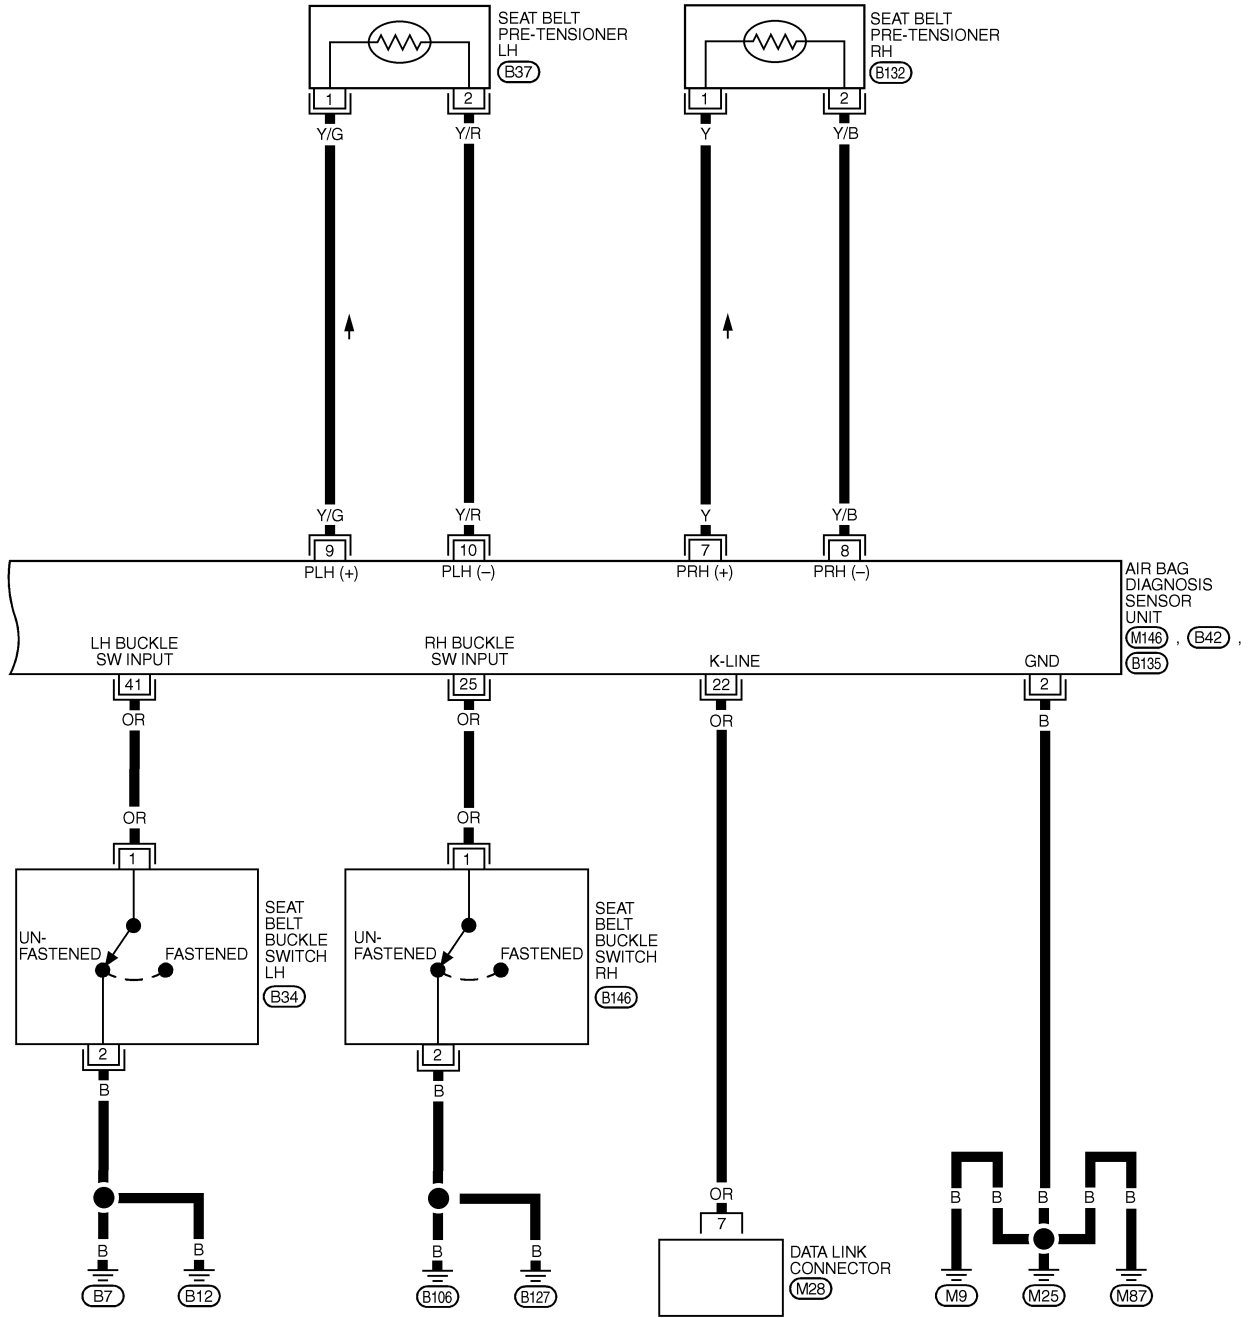 SEAT BELT
PRE-TENSIONER
LH
B37
SEAT BELT
PRE-TENSIONER
RH
B132
1
2
1
2
Y/G
Y/R
Y
Y/B
Y/G
Y/R
Y
Y/B
9
10
7
8
PLH (+)
PLH (–)
PRH (+)
PRH (–)
AIR BAG
DIAGNOSIS
SENSOR
UNIT
M146 , B42 ,
B135
LH BUCKLE
SW INPUT
RH BUCKLE
SW INPUT
K-LINE
GND
41
25
22
2
OR
OR
OR
B
OR
OR
1
1
UN-
FASTENED
FASTENED
SEAT
BELT
BUCKLE
SWITCH
LH
B34
UN-
FASTENED
FASTENED
SEAT
BELT
BUCKLE
SWITCH
RH
B146
2
2
B
B
OR
B
B
B
B
B
7
B
B
B
B
DATA LINK
CONNECTOR
M28
B7
B12
B106
B127
M9
M25
M87